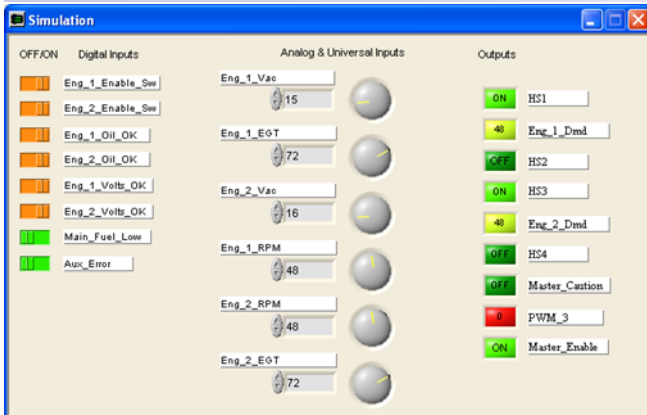 Simulation
OFF/ON Digital Inputs Analog & Universal Inputs Outputs
Eng_1_Enable_Sw
Eng_2_Enable_Sw
Eng_1_Oil_OK
Eng_2_Oil_OK
Eng_1_Volts_OK
Eng_2_Volts_OK
Main_Fuel_Low
Aux_Error
Eng_1_Vac
15
Eng_1_EGT
72
Eng_2_Vac
16
Eng_1_RPM
48
Eng_2_RPM
48
Eng_2_EGT
72
ON HS1
48 Eng_1_Dmd
OFF HS2
ON HS3
48 Eng_2_Dmd
OFF HS4
OFF Master_Caution
0 PWM_3
ON Master_Enable